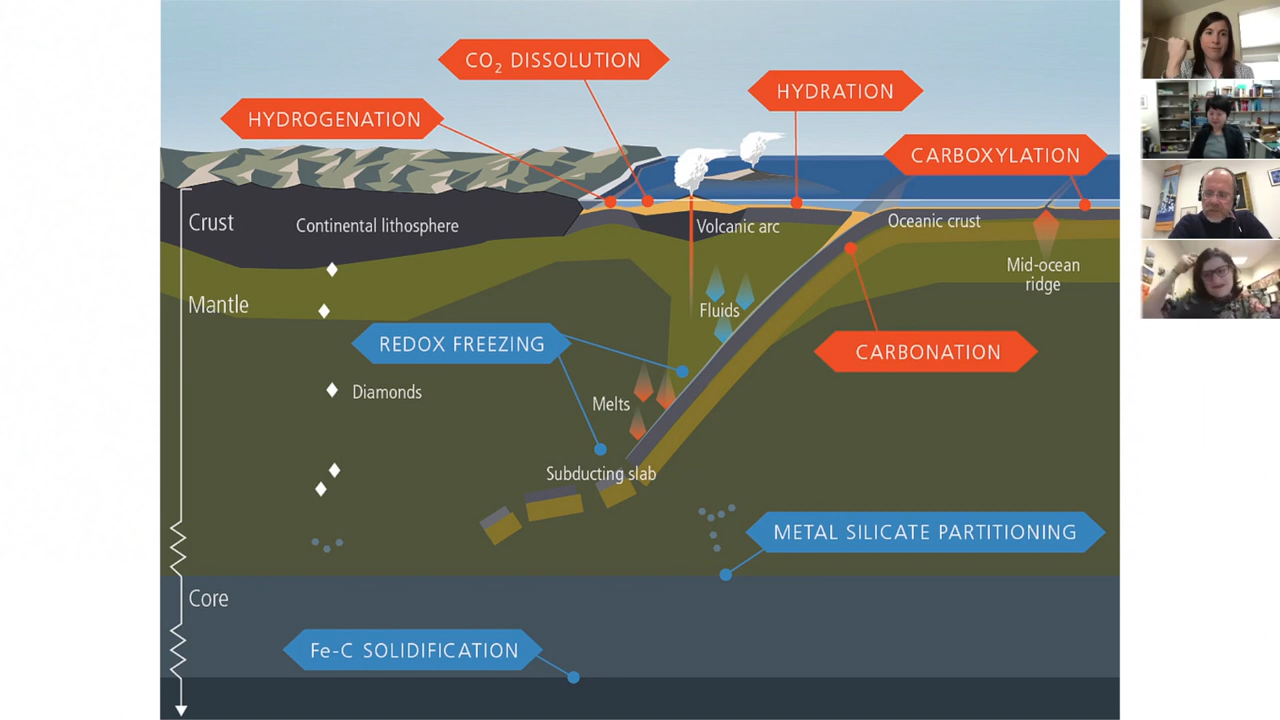 CO2 DISSOLUTION
HYDRATION
HYDROGENATION
CARBOXYLATION
Crust
Continental lithosphere
Volcanic arc
Oceanic crust
Mid-ocean
ridge
Mantle
Fluids
REDOX FREEZING
CARBONATION
Diamonds
Melts
Subducting slab
METAL SILICATE PARTITIONING
Core
Fe-C SOLIDIFICATION